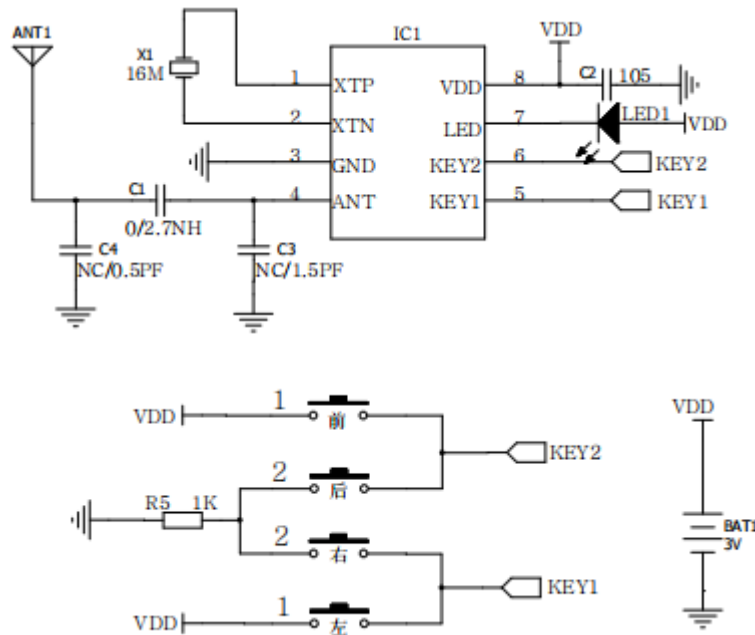 ANT1
X1
16M
IC1
1 XTP
2 XTN
3 GND
4 ANT
VDD 8
LED 7
KEY2 6
KEY1 5
VDD
C2 105
LED1
VDD
KEY2
KEY1
C1
0/2.7NH
C4
NC/0.5PF
C3
NC/1.5PF
VDD 1 前
KEY2
2 后
R5 1K
2 右
KEY1
VDD 1 左
VDD
BAT1
3V